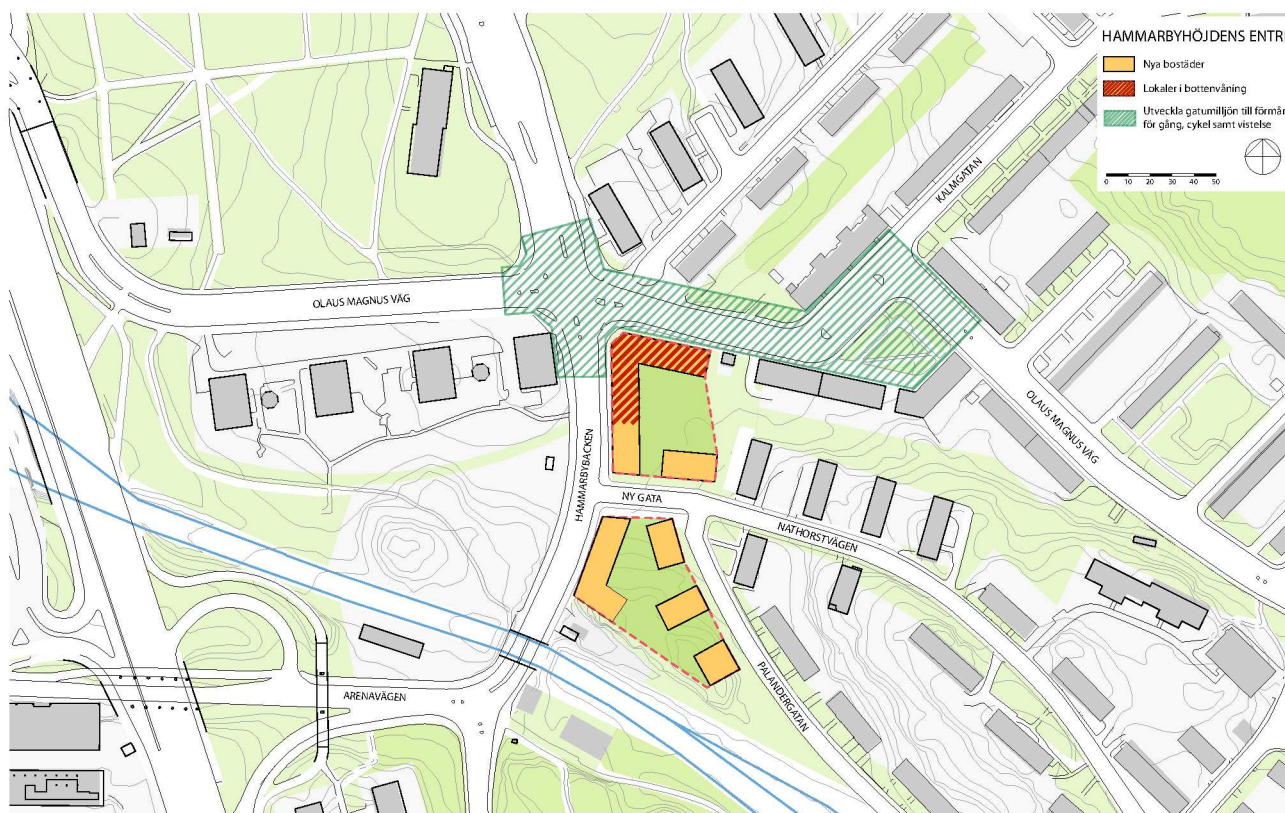 HAMMARBYHÖJDENS ENTR
Nya bostäder
Lokaler i bottenvåning
Utveckla gatumiljön till förmån
för gång, cykel samt vistelse
0 10 20 30 40 50
KALMGATAN
OLAUS MAGNUS VÄG
OLAUS MAGNUS VÄG
HAMMARBYBACKEN
NY GATA
NATHORSTVÄGEN
PALANDERGATAN
ARENAVÄGEN